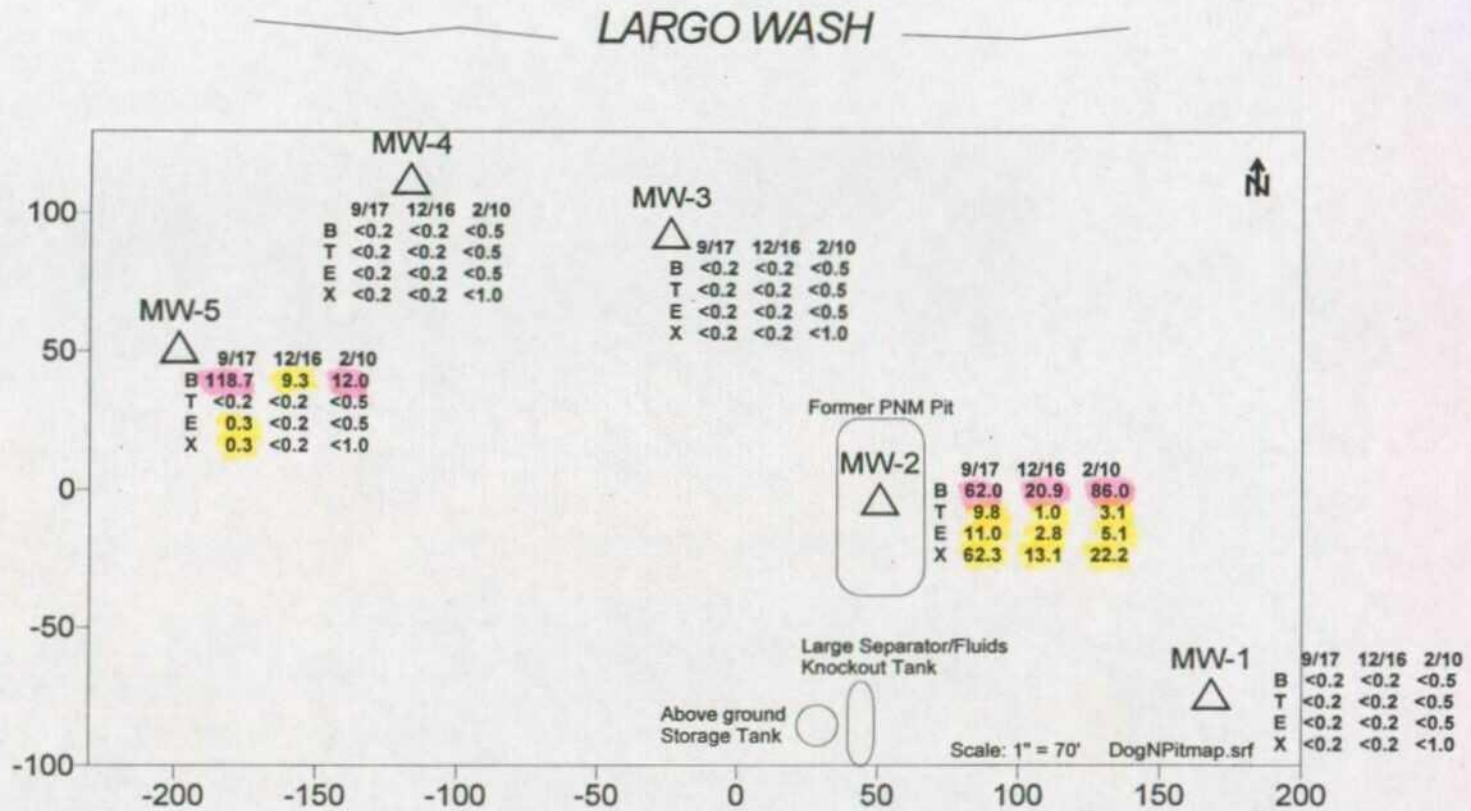 LARGO WASH
MW-4
N
9/17 12/16 2/10
B <0.2 <0.2 <0.5
T <0.2 <0.2 <0.5
E <0.2 <0.2 <0.5
X <0.2 <0.2 <1.0
MW-3
9/17 12/16 2/10
B <0.2 <0.2 <0.5
T <0.2 <0.2 <0.5
E <0.2 <0.2 <0.5
X <0.2 <0.2 <1.0
MW-5
9/17 12/16 2/10
B 118.7 9.3 12.0
T <0.2 <0.2 <0.5
E 0.3 <0.2 <0.5
X 0.3 <0.2 <1.0
Former PNM Pit
MW-2
9/17 12/16 2/10
B 62.0 20.9 86.0
T 9.8 1.0 3.1
E 11.0 2.8 5.1
X 62.3 13.1 22.2
Large Separator/Fluids
Knockout Tank
Above ground
Storage Tank
MW-1
9/17 12/16 2/10
B <0.2 <0.2 <0.5
T <0.2 <0.2 <0.5
E <0.2 <0.2 <0.5
X <0.2 <0.2 <1.0
Scale: 1" = 70' DogNPitmap.srf
100
50
0
-50
-100
-200 -150 -100 -50 0 50 100 150 200